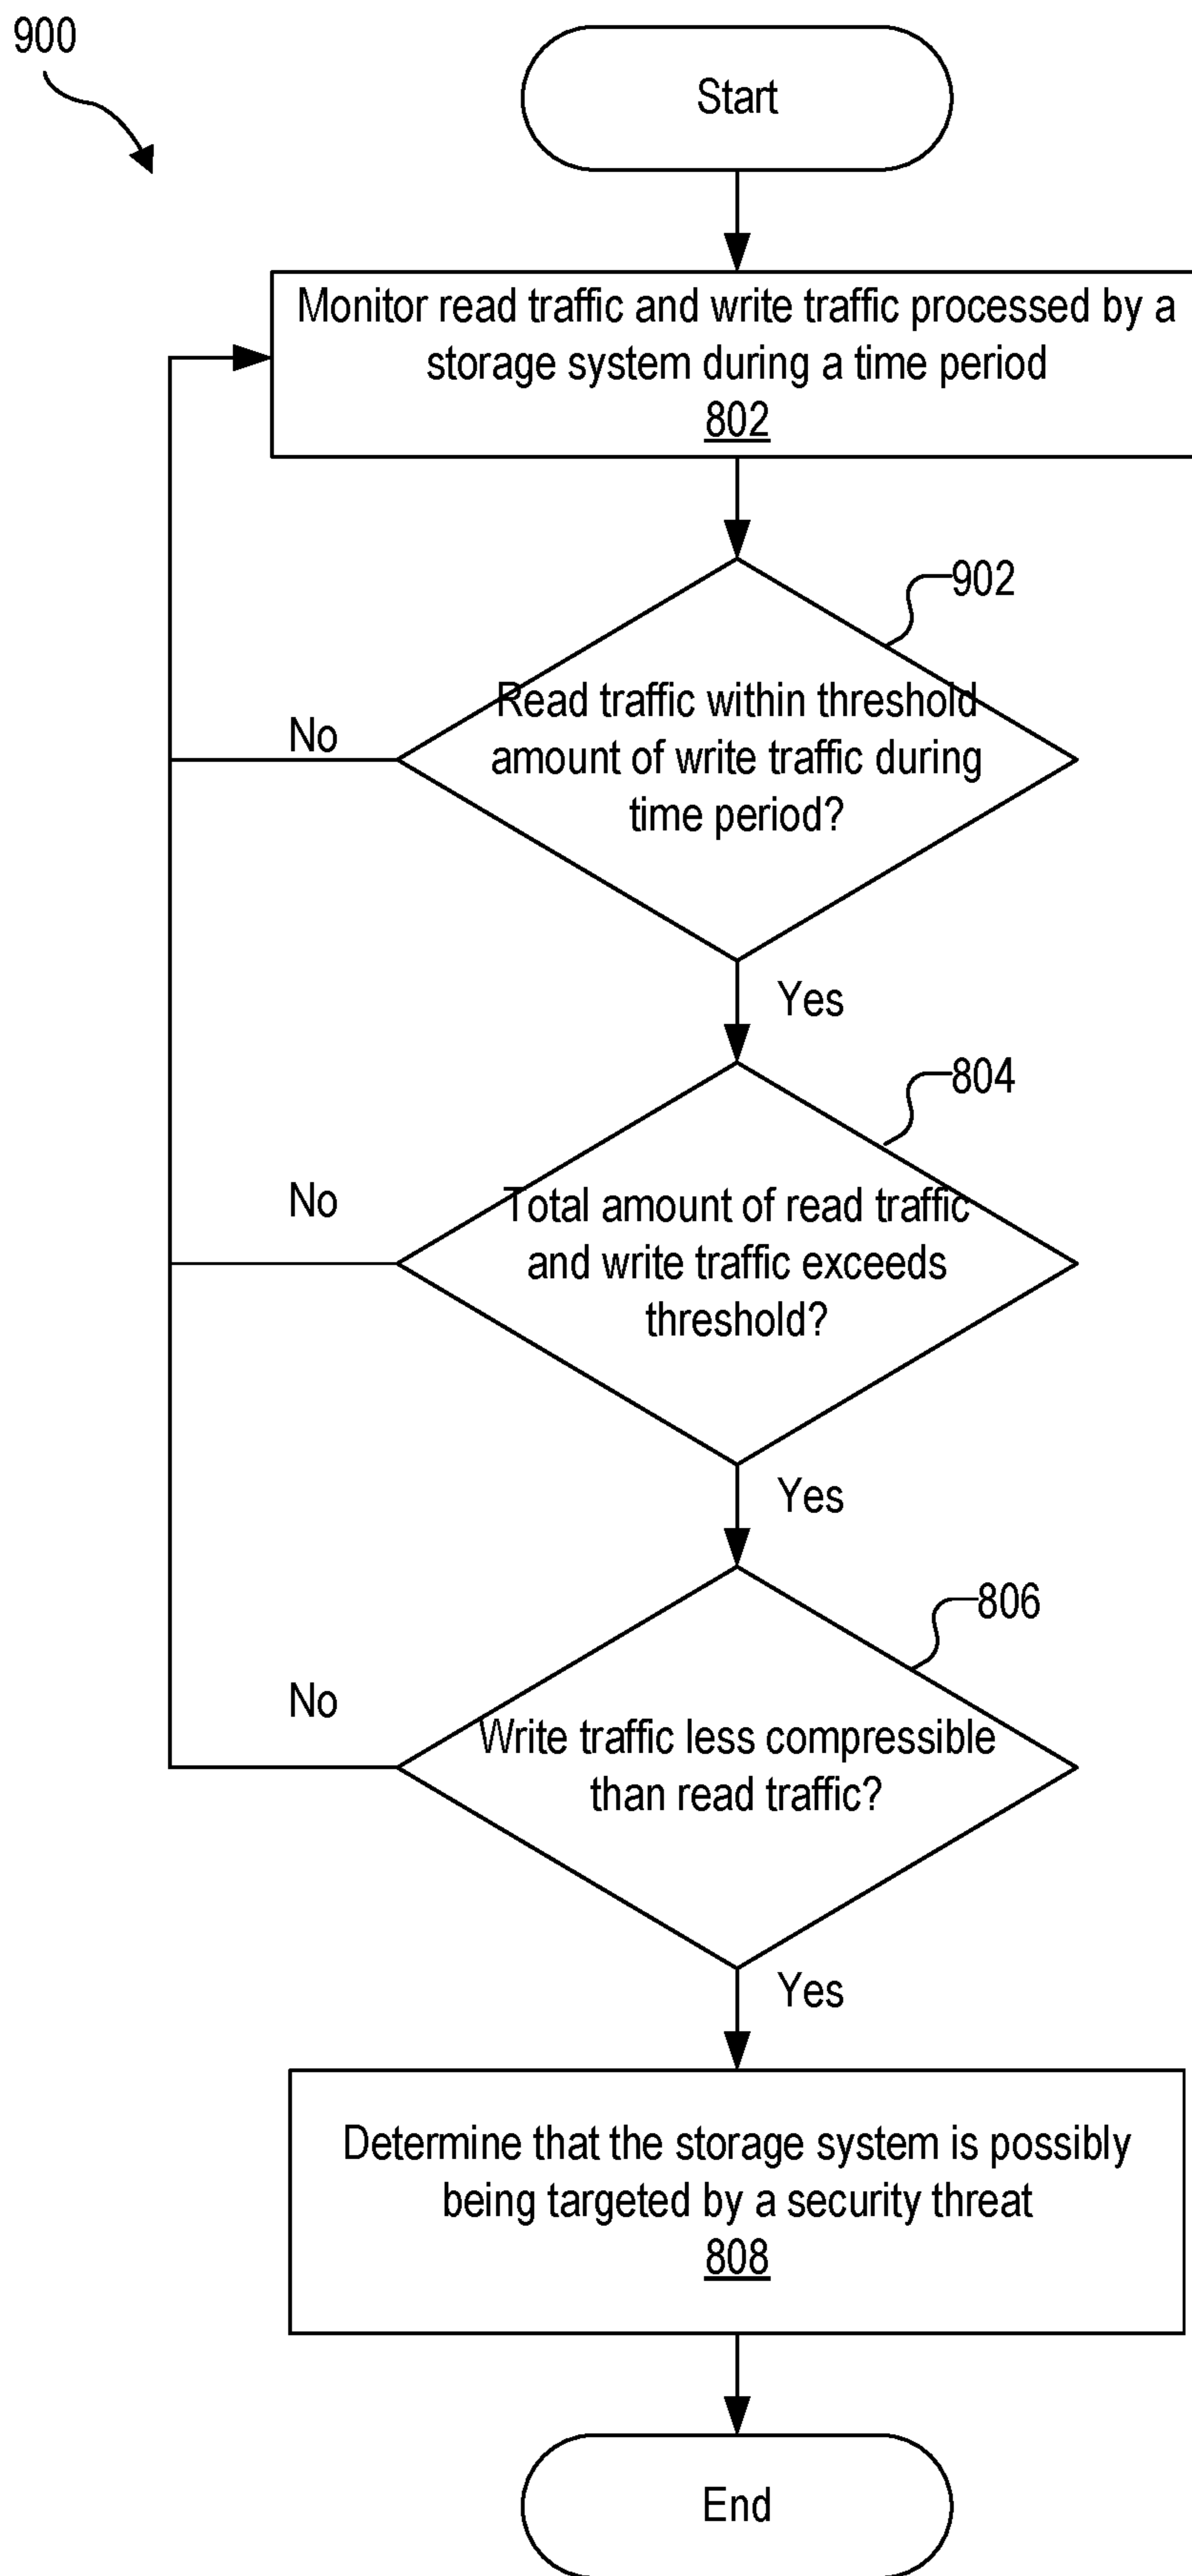 900
Start
Monitor read traffic and write traffic processed by a
storage system during a time period
802
902
Read traffic within threshold
amount of write traffic during
time period?
No
Yes
804
Total amount of read traffic
and write traffic exceeds
threshold?
No
Yes
806
Write traffic less compressible
than read traffic?
No
Yes
Determine that the storage system is possibly
being targeted by a security threat
808
End